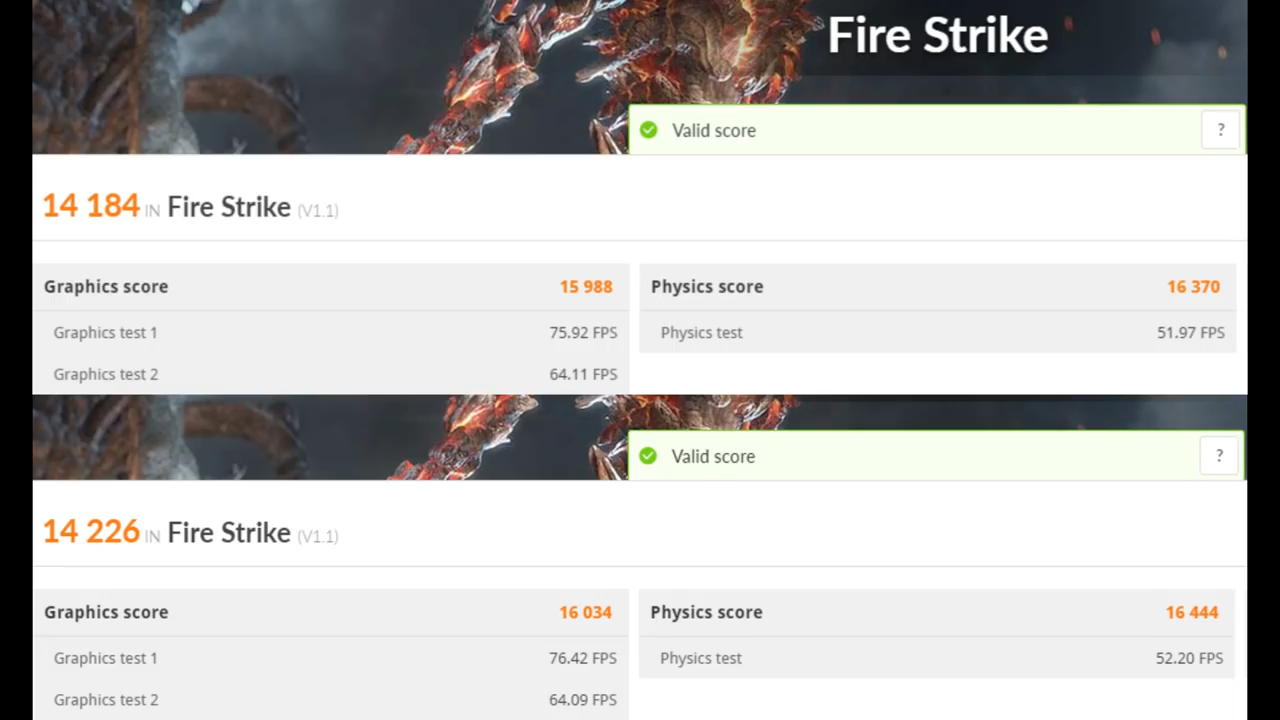 Fire Strike
Valid score ?
14 184 IN Fire Strike (V1.1)
Graphics score 15 988 Physics score 16 370
Graphics test 1 75.92 FPS Physics test 51.97 FPS
Graphics test 2 64.11 FPS
Valid score ?
14 226 IN Fire Strike (V1.1)
Graphics score 16 034 Physics score 16 444
Graphics test 1 76.42 FPS Physics test 52.20 FPS
Graphics test 2 64.09 FPS